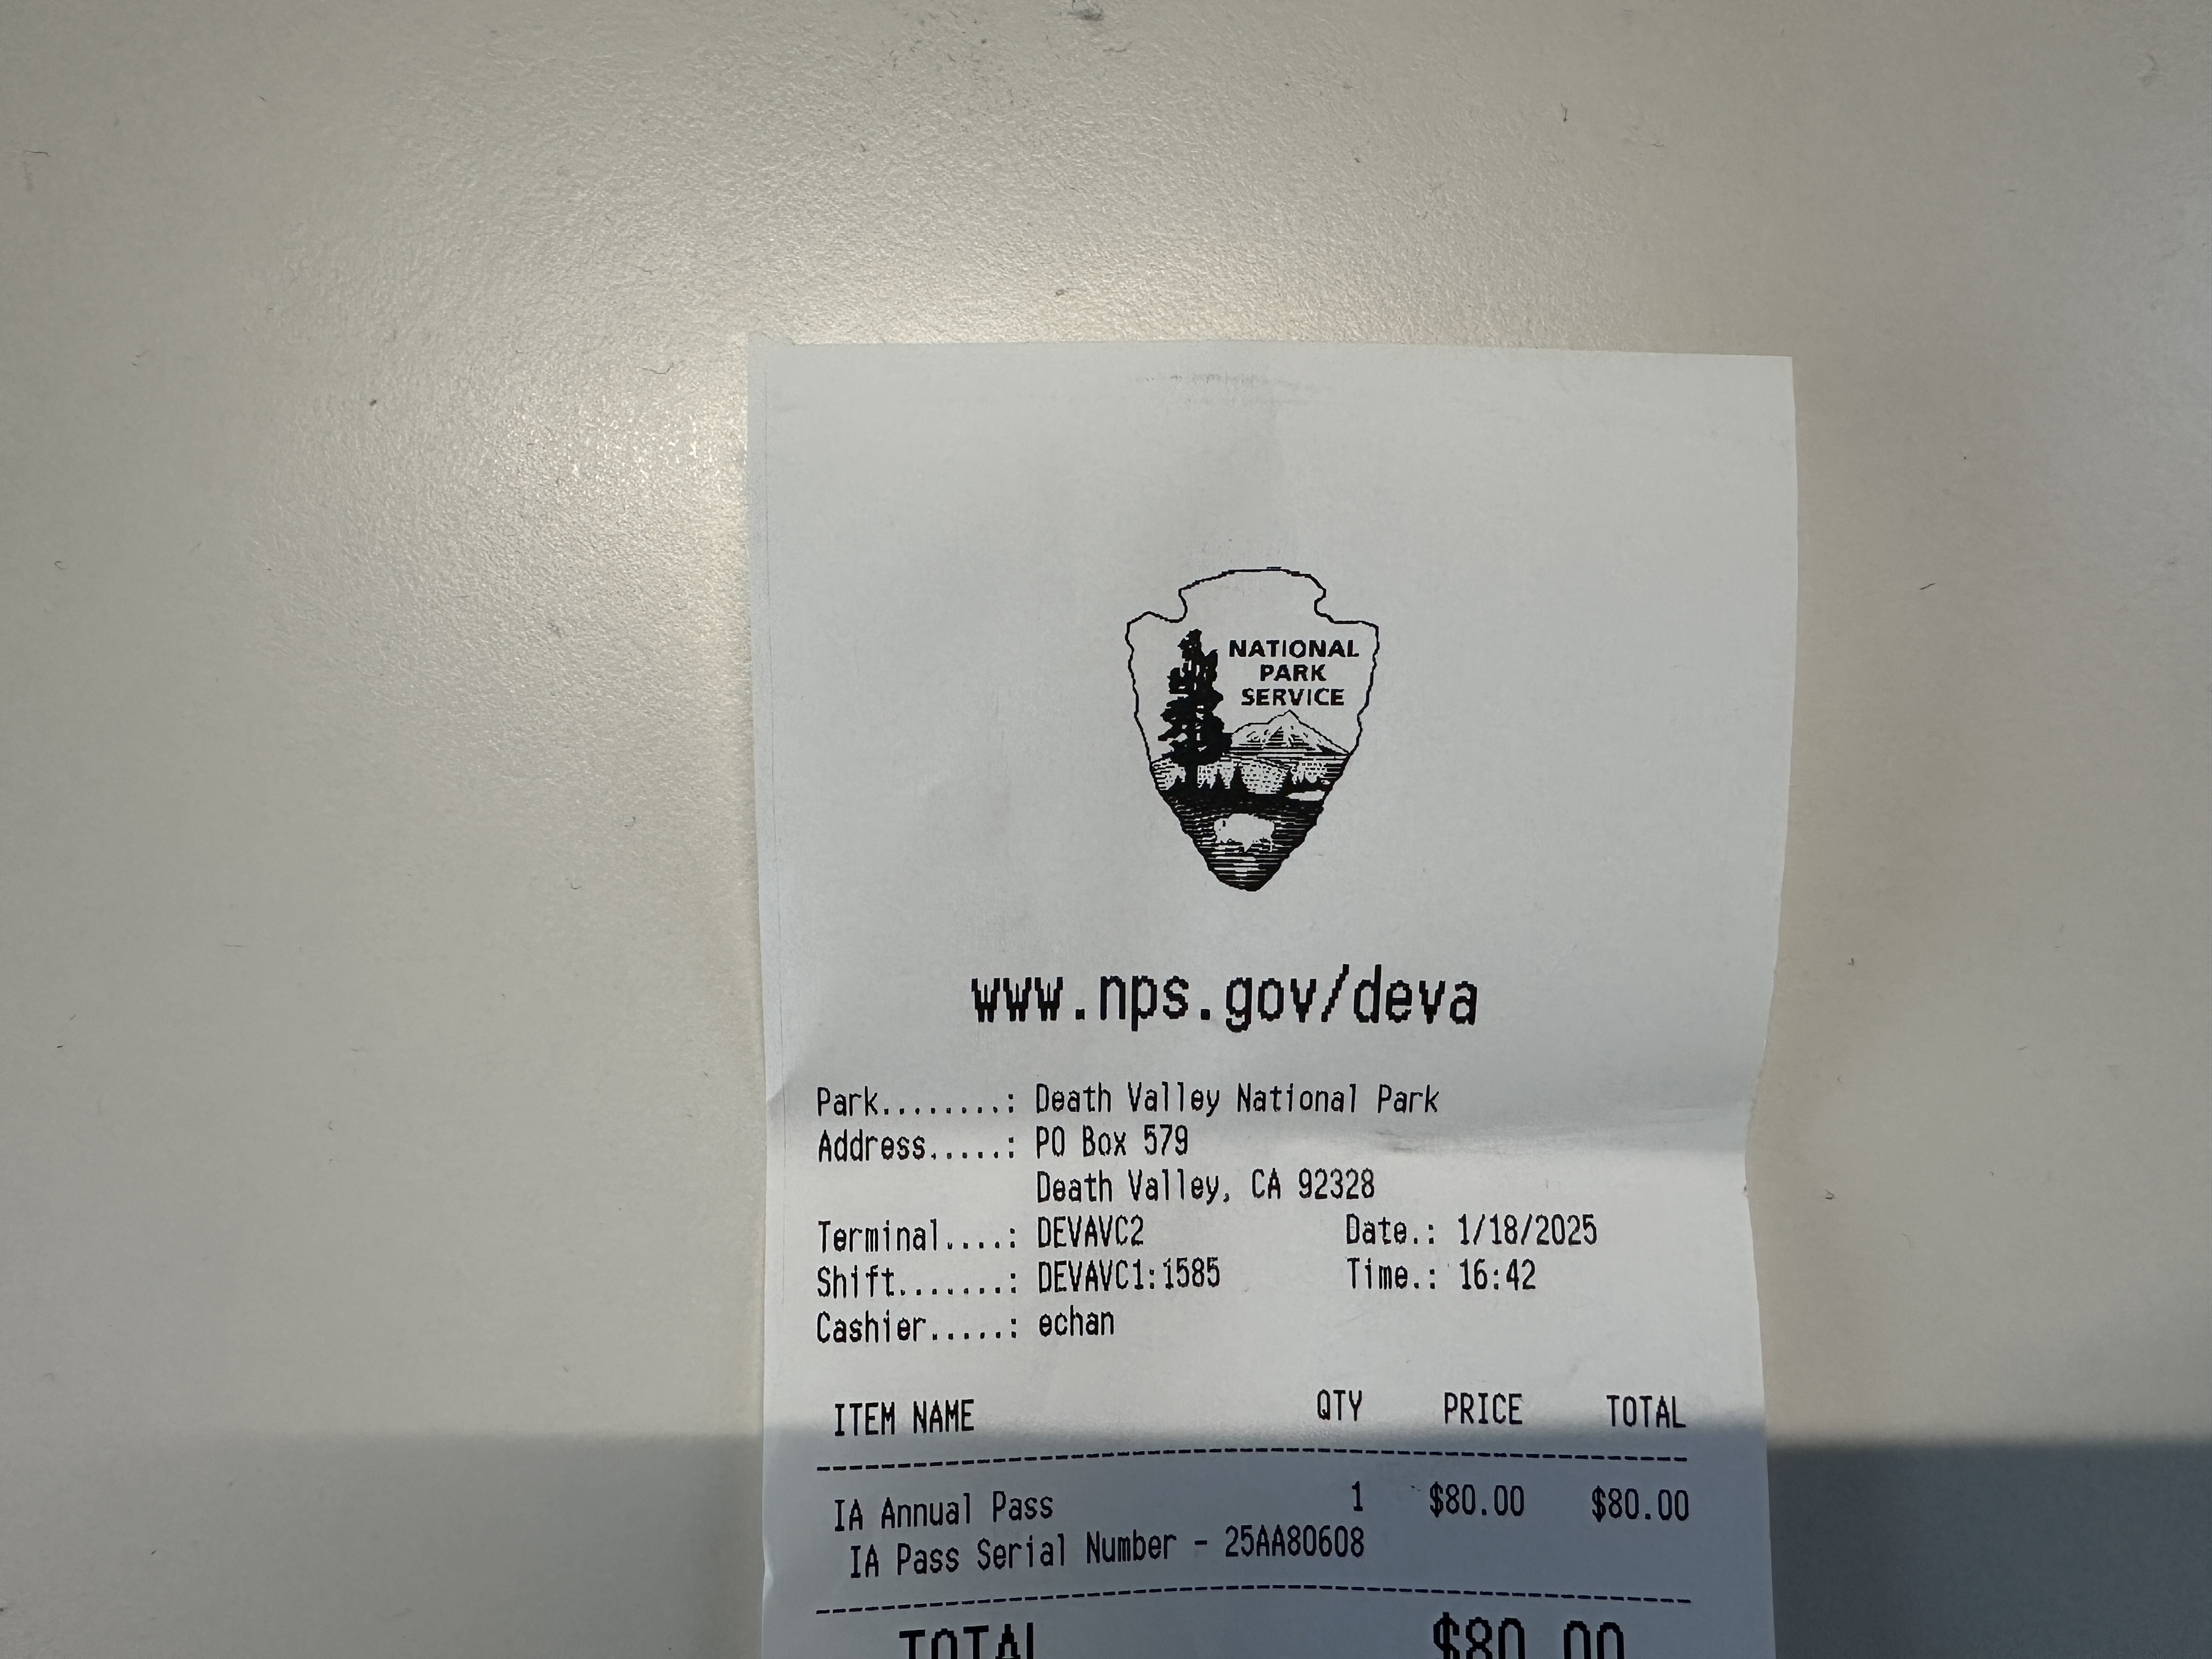 NATIONAL
PARK
SERVICE
www.nps.gov/deva
Park........: Death Valley National Park
Address.....: PO Box 579
Death Valley, CA 92328
Terminal....: DEVAVC2 Date.: 1/18/2025
Shift.......: DEVAVC1:1585 Time.: 16:42
Cashier.....: echan
ITEM NAME QTY PRICE TOTAL
IA Annual Pass 1 $80.00 $80.00
IA Pass Serial Number - 25AA80608
TOTAL $80.00